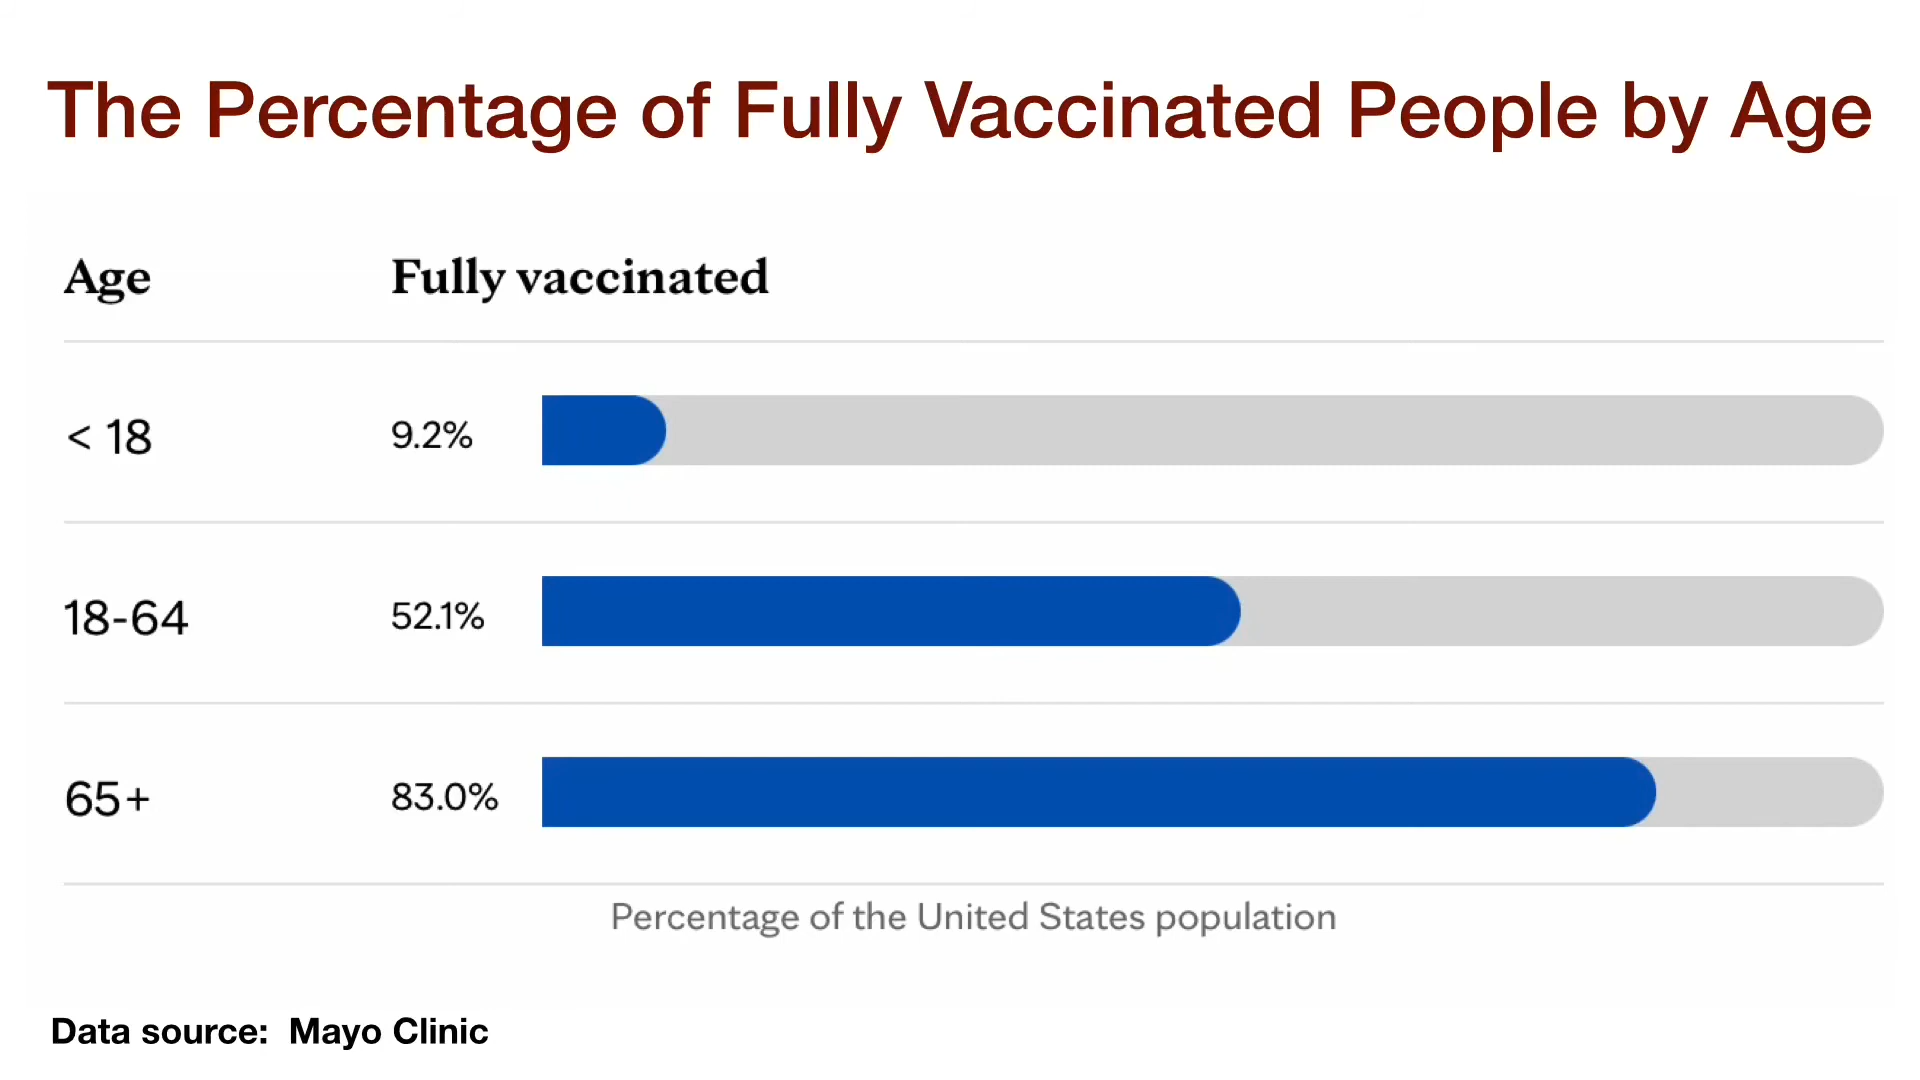 The Percentage of Fully Vaccinated People by Age
Age Fully vaccinated
< 18 9.2%
18-64 52.1%
65+ 83.0%
Percentage of the United States population
Data source: Mayo Clinic